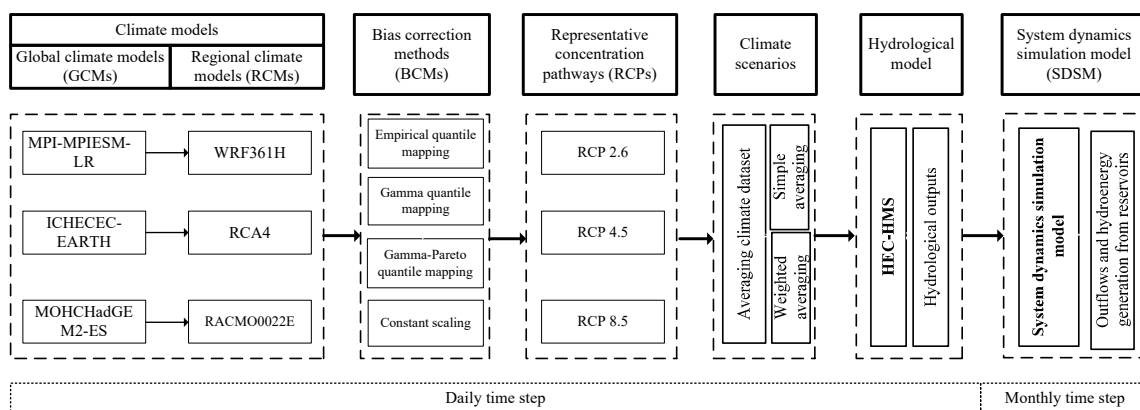 Climate models
Global climate models
(GCMs)
Regional climate
models (RCMs)
Bias correction
methods (BCMs)
Representative
concentration
pathways (RCPs)
Climate
scenarios
Hydrological
model
System dynamics
simulation model
(SDSM)
MPI-MPIESM-
LR
WRF361H
ICHECEC-
EARTH
RCA4
MOHCHadGE
M2-ES
RACMO0022E
Empirical quantile
mapping
Gamma quantile
mapping
Gamma-Pareto
quantile mapping
Constant scaling
RCP 2.6
RCP 4.5
RCP 8.5
Averaging climate dataset
Simple
averaging
Weighted
averaging
HEC-HMS
Hydrological outputs
System dynamics simulation
model
Outflows and hydroenergy
generation from reservoirs
Daily time step
Monthly time step